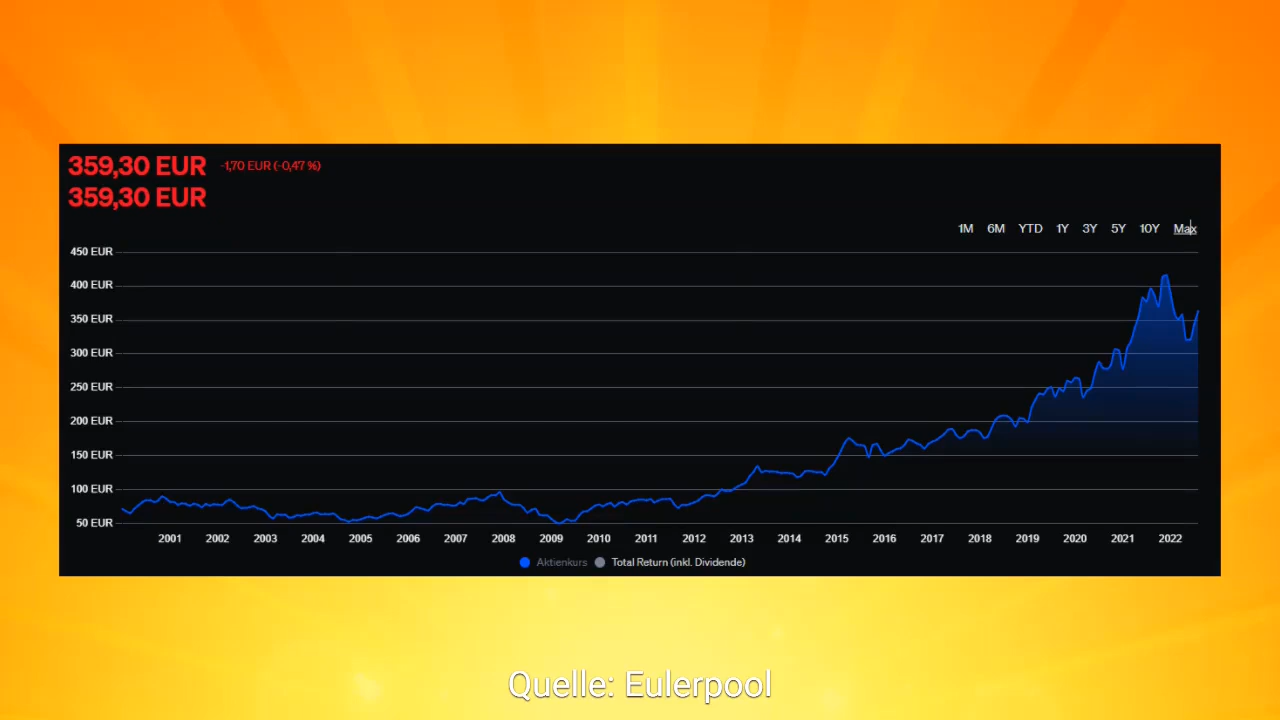 359,30 EUR -1,70 EUR (-0,47 %)
359,30 EUR
1M 6M YTD 1Y 3Y 5Y 10Y Max
450 EUR
400 EUR
350 EUR
300 EUR
250 EUR
200 EUR
150 EUR
100 EUR
50 EUR
2001 2002 2003 2004 2005 2006 2007 2008 2009 2010 2011 2012 2013 2014 2015 2016 2017 2018 2019 2020 2021 2022
Aktienkurs Total Return (inkl. Dividende)
Quelle: Eulerpool